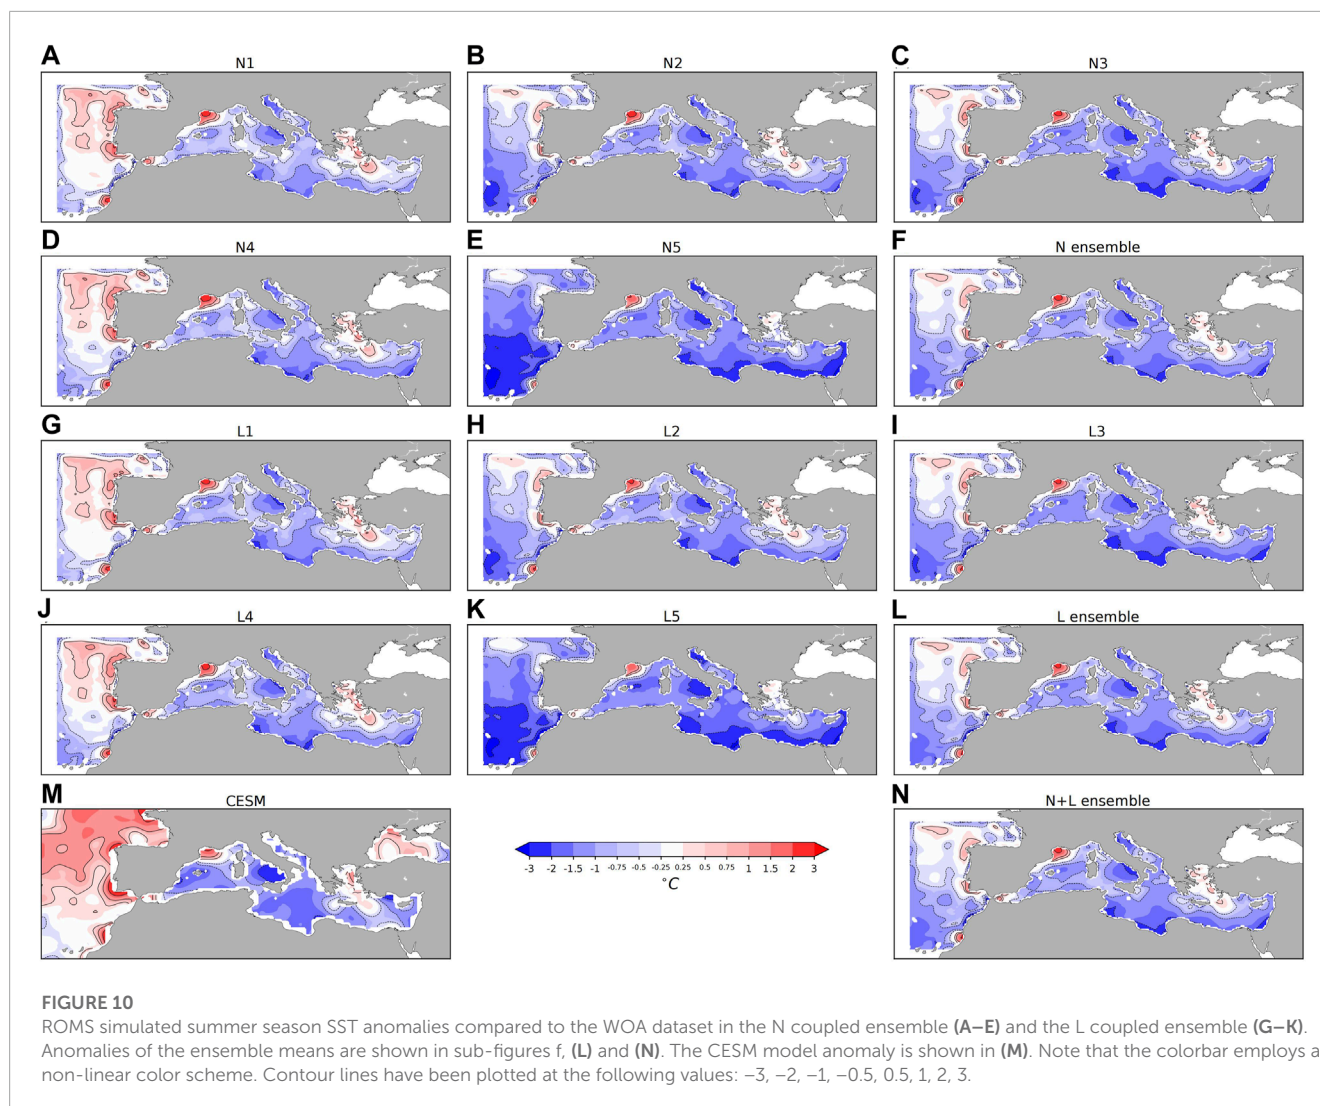 A N1
B N2
C N3
D N4
E N5
F N ensemble
G L1
H L2
I L3
J L4
K L5
L L ensemble
M CESM
N N+L ensemble
-3 -2 -1.5 -1 -0.75 -0.5 -0.25 0.25 0.5 0.75 1 1.5 2 3
°C
FIGURE 10
ROMS simulated summer season SST anomalies compared to the WOA dataset in the N coupled ensemble (A–E) and the L coupled ensemble (G–K).
Anomalies of the ensemble means are shown in sub-figures f, (L) and (N). The CESM model anomaly is shown in (M). Note that the colorbar employs a
non-linear color scheme. Contour lines have been plotted at the following values: –3, –2, –1, –0.5, 0.5, 1, 2, 3.